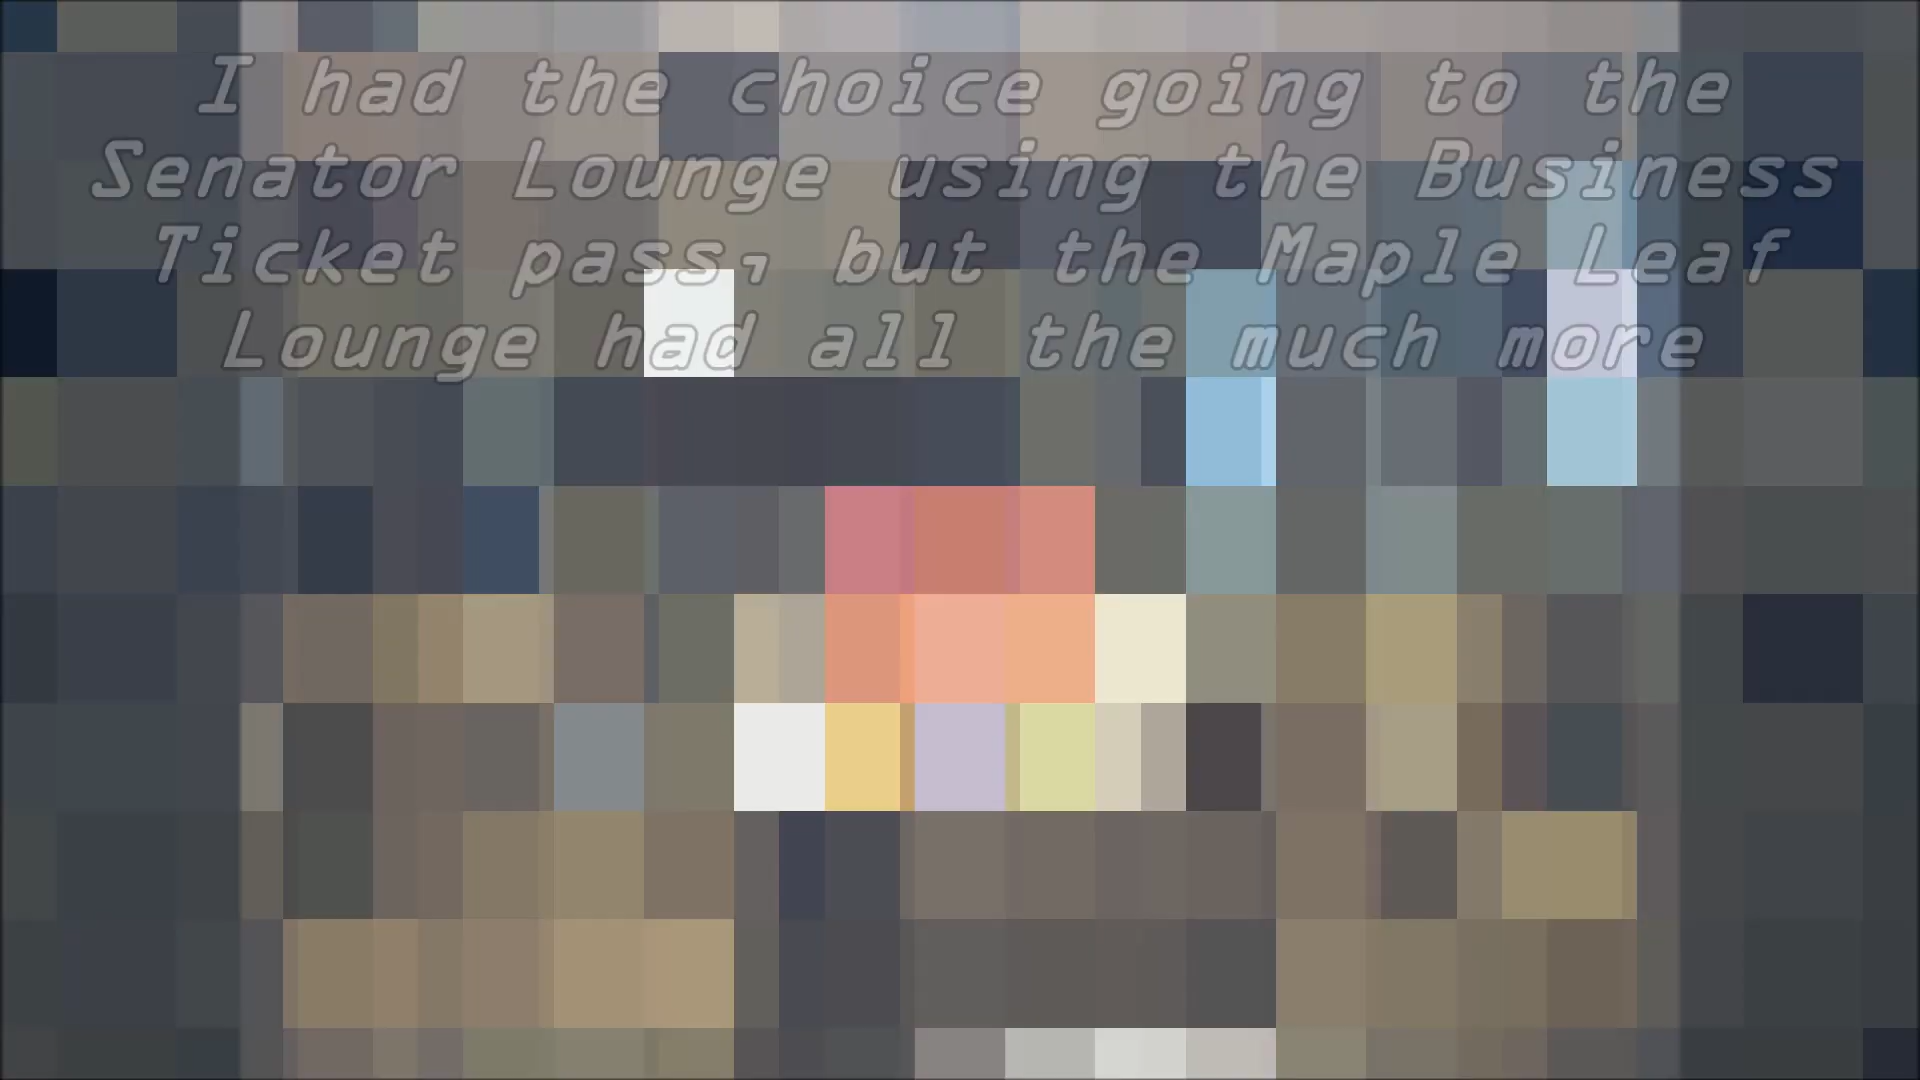 I had the choice going to the
Senator Lounge using the Business
Ticket pass, but the Maple Leaf
Lounge had all the much more